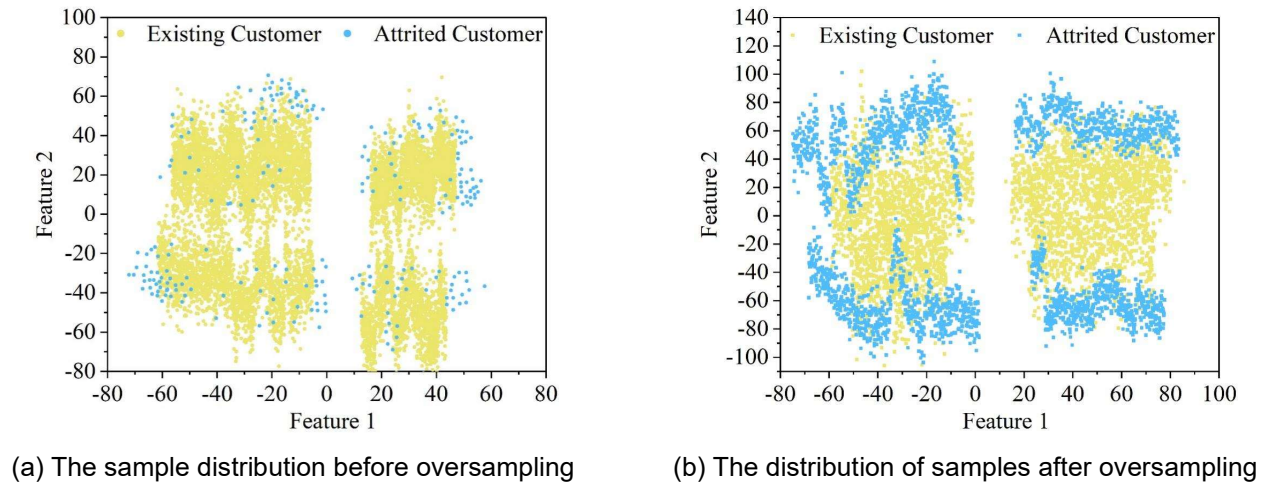 100
80
60
40
20
0
-20
-40
-60
80
-80 -60 -40 -20 0 20 40 60 80
Feature 2
Feature 1
Existing Customer Attrited Customer
(a) The sample distribution before oversampling
140
120
100
80
60
40
20
0
-20
-40
-60
-80
-100
-80 -60 -40 -20 0 20 40 60 80 100
Feature 2
Feature 1
Existing Customer Attrited Customer
(b) The distribution of samples after oversampling